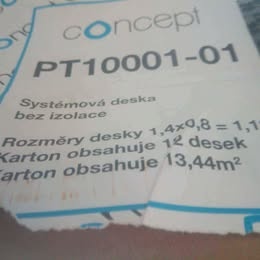 concept
PT10001-01
Systémová deska
bez izolace
Rozměry desky 1,4x0,8 = 1,1
Karton obsahuje 12 desek
Karton obsahuje 13,44m²